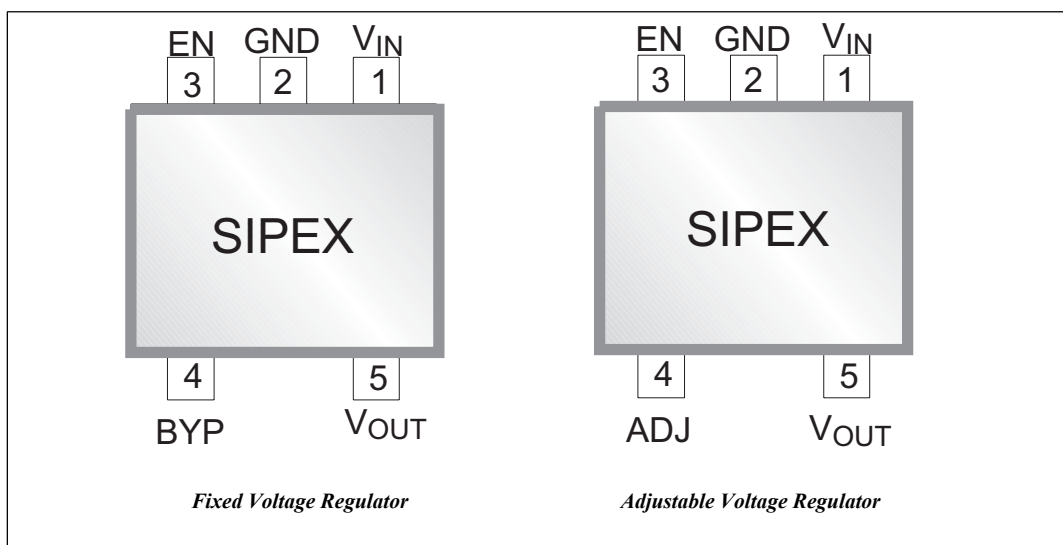 EN GND VIN
3 2 1
SIPEX
4 5
BYP VOUT
Fixed Voltage Regulator
EN GND VIN
3 2 1
SIPEX
4 5
ADJ VOUT
Adjustable Voltage Regulator